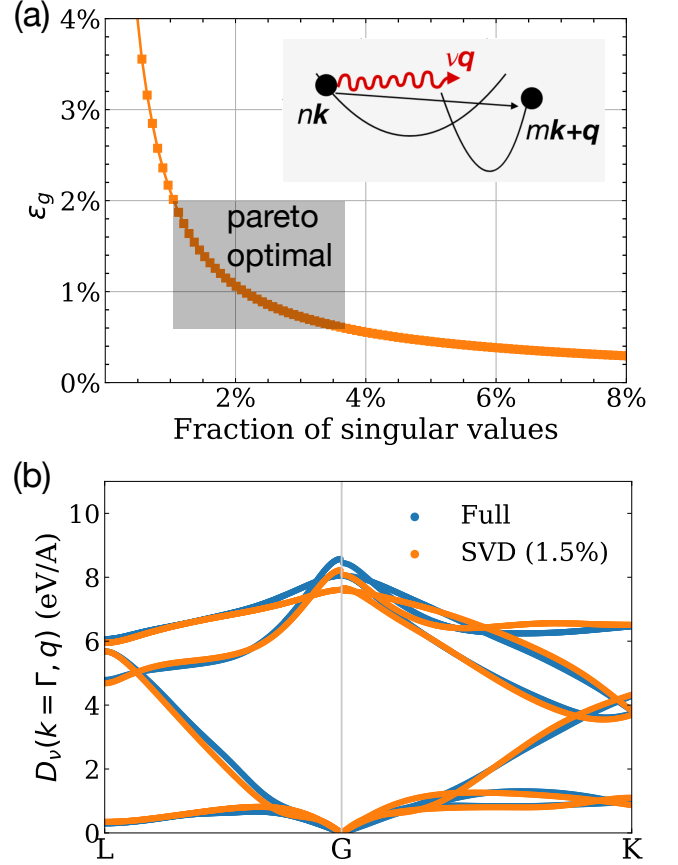 (a)
4%
3%
2%
1%
0%
ε_g
νq
nk
mk+q
pareto
optimal
2%
4%
6%
8%
Fraction of singular values
(b)
10
8
6
4
2
0
D_ν(k = Γ, q) (eV/A)
Full
SVD (1.5%)
L
G
K